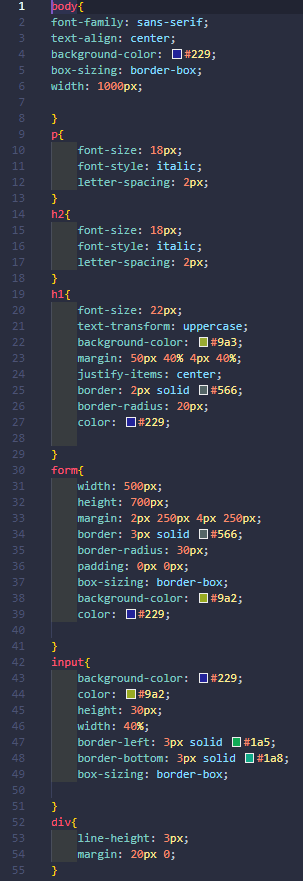 1 body{
2 font-family: sans-serif;
3 text-align: center;
4 background-color: #229;
5 box-sizing: border-box;
6 width: 1000px;
7
8 }
9 p{
10 font-size: 18px;
11 font-style: italic;
12 letter-spacing: 2px;
13 }
14 h2{
15 font-size: 18px;
16 font-style: italic;
17 letter-spacing: 2px;
18 }
19 h1{
20 font-size: 22px;
21 text-transform: uppercase;
22 background-color: #9a3;
23 margin: 50px 40% 4px 40%;
24 justify-items: center;
25 border: 2px solid #566;
26 border-radius: 20px;
27 color: #229;
28
29 }
30 form{
31 width: 500px;
32 height: 700px;
33 margin: 2px 250px 4px 250px;
34 border: 3px solid #566;
35 border-radius: 30px;
36 padding: 0px 0px;
37 box-sizing: border-box;
38 background-color: #9a2;
39 color: #229;
40
41 }
42 input{
43 background-color: #229;
44 color: #9a2;
45 height: 30px;
46 width: 40%;
47 border-left: 3px solid #1a5;
48 border-bottom: 3px solid #1a8;
49 box-sizing: border-box;
50
51 }
52 div{
53 line-height: 3px;
54 margin: 20px 0;
55 }